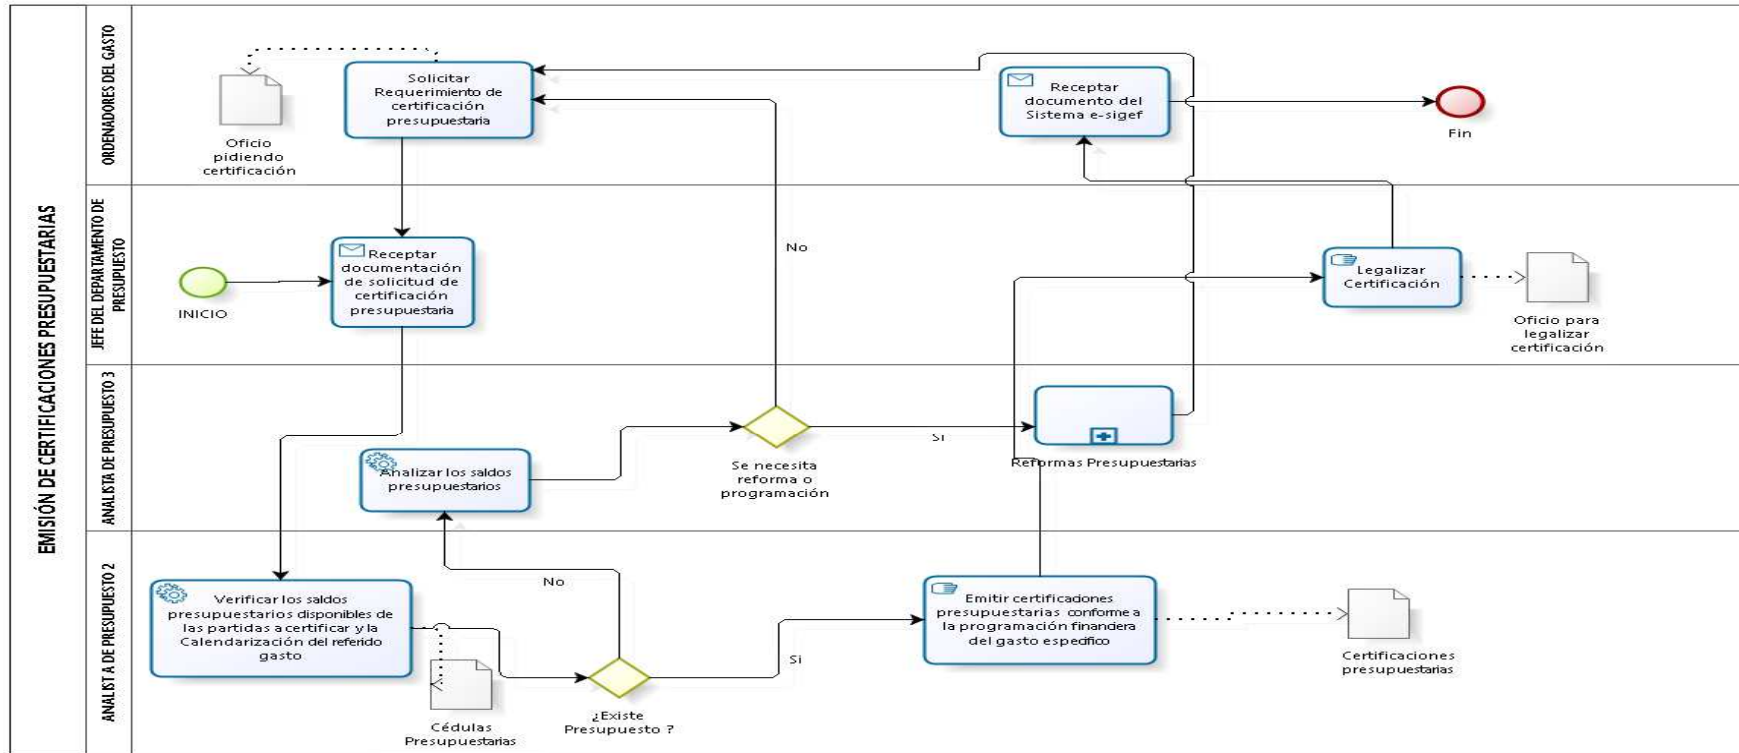 EMISIÓN DE CERTIFICACIONES PRESUPUESTARIAS
ORDENADORES DEL GASTO
Oficio
pidiendo
certificación
Solicitar
Requerimiento de
certificación
presupuestaria
Receptar
documento del
Sistema e-sigef
Fin
JEFE DEL DEPARTAMENTO DE
PRESUPUESTO
INICIO
Receptar
documentación
de solicitud de
certificación
presupuestaria
No
Legalizar
Certificación
Oficio para
legalizar
certificación
ANALISTA DE PRESUPUESTO 3
Analizar los saldos
presupuestarios
Se necesita
reforma o
programación
Si
Reformas Presupuestarias
ANALIST A DE PRESUPUESTO 2
Verificar los saldos
presupuestarios disponibles de
las partidas a certificar y la
Calendarización del referido
gasto
Cédulas
Presupuestarias
No
¿Existe
Presupuesto ?
Si
Emitir certificaciones
presupuestarias conforme a
la programación financiera
del gasto especifico
Certificaciones
presupuestarias